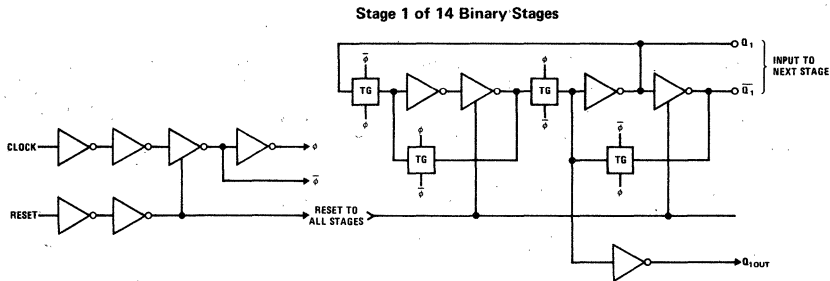 Stage 1 of 14 Binary Stages
Q1
INPUT TO
NEXT STAGE
Q̅1
φ̅
TG
φ
φ
TG
φ̅
φ
TG
φ̅
φ̅
TG
φ
CLOCK
φ
φ̅
RESET
RESET TO
ALL STAGES
Q1OUT